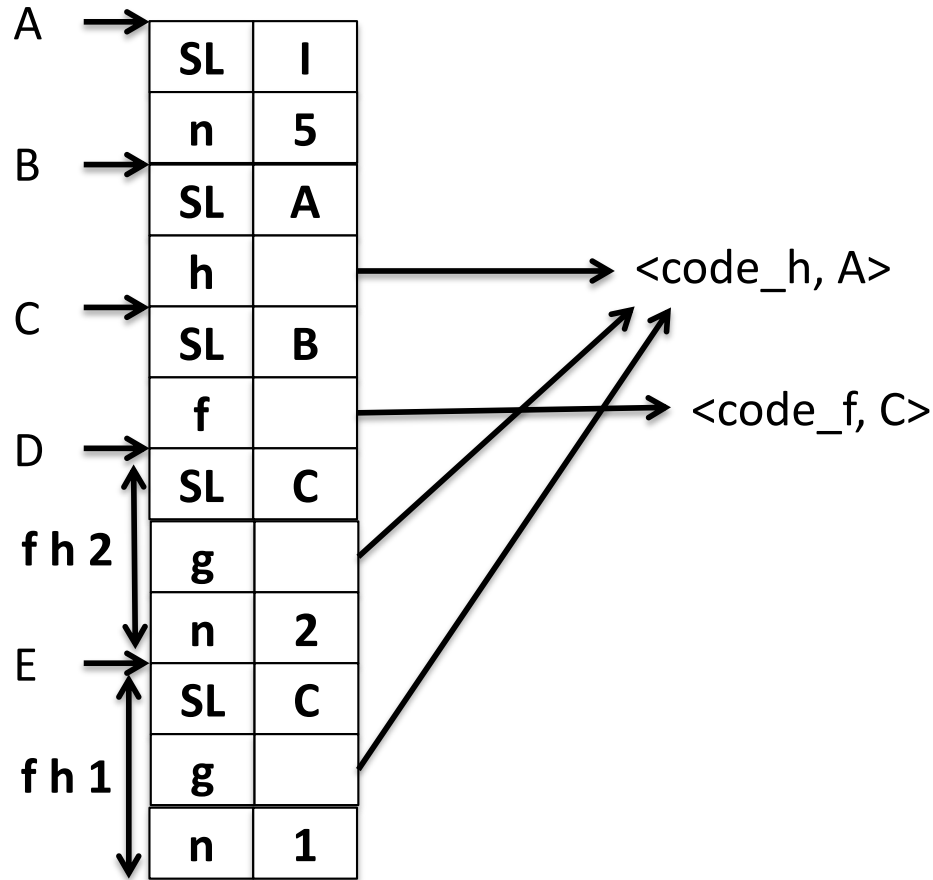 A
SL I
n 5
B
SL A
h
<code_h, A>
C
SL B
f
<code_f, C>
D
SL C
f h 2
g
n 2
E
SL C
f h 1
g
n 1